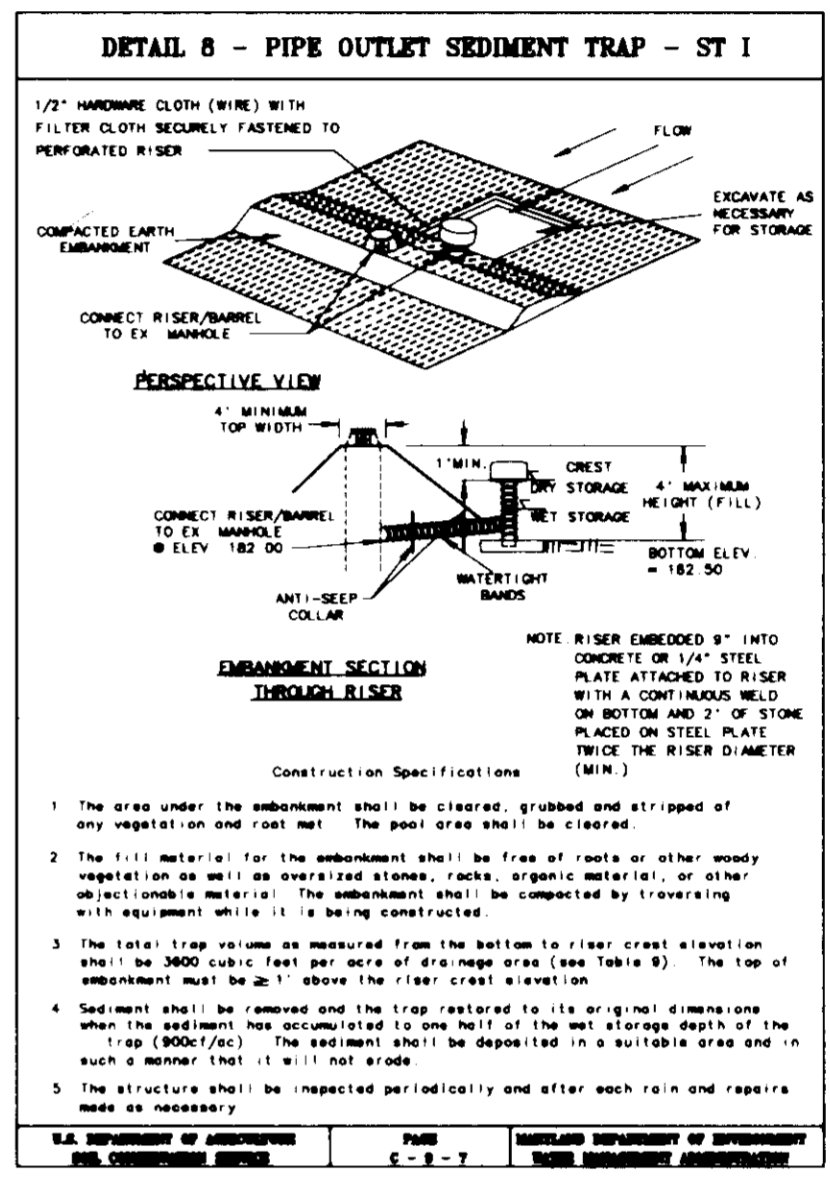 DETAIL 8 - PIPE OUTLET SEDIMENT TRAP - ST I
1/2" HARDWARE CLOTH (WIRE) WITH
FILTER CLOTH SECURELY FASTENED TO
PERFORATED RISER
FLOW
EXCAVATE AS
NECESSARY
FOR STORAGE
COMPACTED EARTH
EMBANKMENT
CONNECT RISER/BARREL
TO EX MANHOLE
PERSPECTIVE VIEW
4' MINIMUM
TOP WIDTH
1'MIN.
CREST
DRY STORAGE
WET STORAGE
4' MAXIMUM
HEIGHT (FILL)
CONNECT RISER/BARREL
TO EX MANHOLE
@ ELEV 182 00
BOTTOM ELEV.
= 182.50
WATERTIGHT
BANDS
ANTI-SEEP
COLLAR
EMBANKMENT SECTION
THROUGH RISER
NOTE. RISER EMBEDDED 9" INTO
CONCRETE OR 1/4" STEEL
PLATE ATTACHED TO RISER
WITH A CONTINUOUS WELD
ON BOTTOM AND 2' OF STONE
PLACED ON STEEL PLATE
TWICE THE RISER DIAMETER
(MIN.)
Construction Specifications
1 The area under the embankment shall be cleared, grubbed and stripped of
any vegetation and root mat The pool area shall be cleared.
2 The fill material for the embankment shall be free of roots or other woody
vegetation as well as oversized stones, rocks, organic material, or other
objectionable material The embankment shall be compacted by traversing
with equipment while it is being constructed.
3 The total trap volume as measured from the bottom to riser crest elevation
shall be 3600 cubic feet per acre of drainage area (see Table 9). The top of
embankment must be ≥ 1' above the riser crest elevation
4 Sediment shall be removed and the trap restored to its original dimensions
when the sediment has accumulated to one half of the wet storage depth of the
trap (900cf/ac) The sediment shall be deposited in a suitable area and in
such a manner that it will not erode.
5 The structure shall be inspected periodically and after each rain and repairs
made as necessary
U.S. DEPARTMENT OF AGRICULTURE
SOIL CONSERVATION SERVICE
PAGE
C - 9 - 7
MARYLAND DEPARTMENT OF ENVIRONMENT
WATER MANAGEMENT ADMINISTRATION